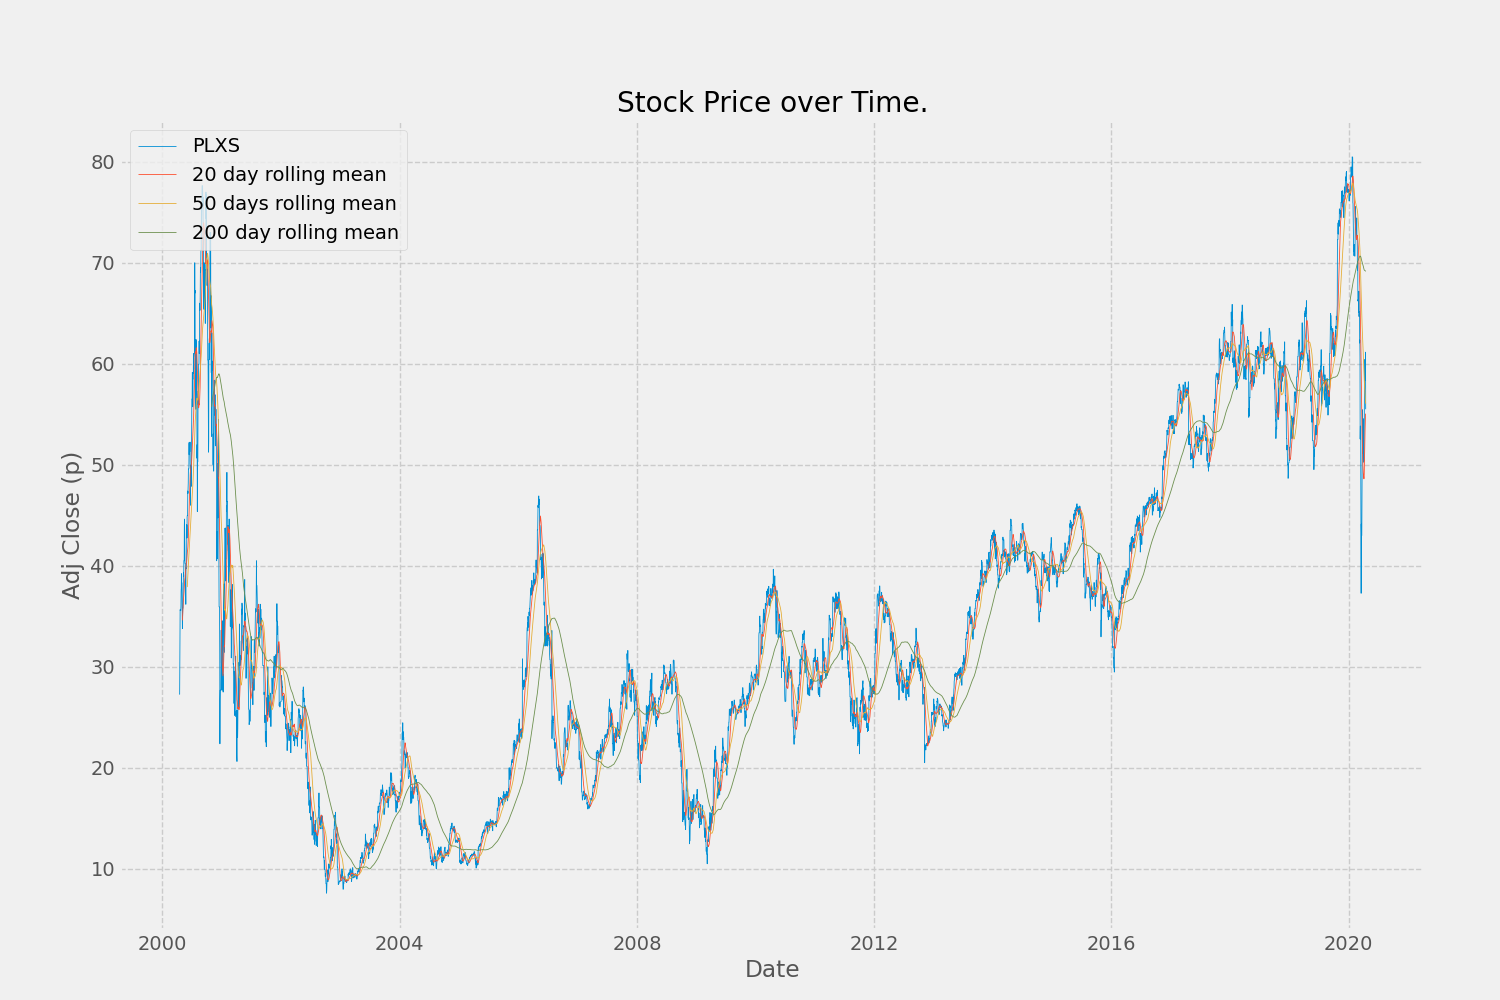 Stock Price over Time.
PLXS
20 day rolling mean
50 days rolling mean
200 day rolling mean
80
70
60
50
40
30
20
10
Adj Close (p)
2000 2004 2008 2012 2016 2020
Date